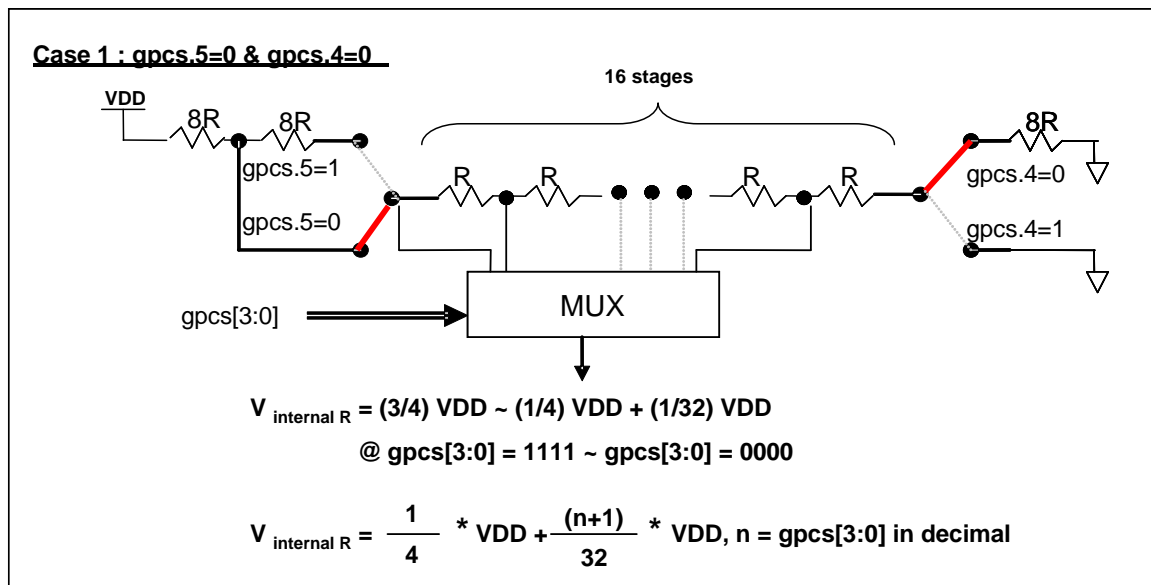 Case 1 : gpcs.5=0 & gpcs.4=0
16 stages
VDD
8R
8R
8R
gpcs.5=1
R
R
R
R
gpcs.4=0
gpcs.5=0
gpcs.4=1
MUX
gpcs[3:0]
V internal R = (3/4) VDD ~ (1/4) VDD + (1/32) VDD
@ gpcs[3:0] = 1111 ~ gpcs[3:0] = 0000
V internal R = 1/4 * VDD + (n+1)/32 * VDD, n = gpcs[3:0] in decimal